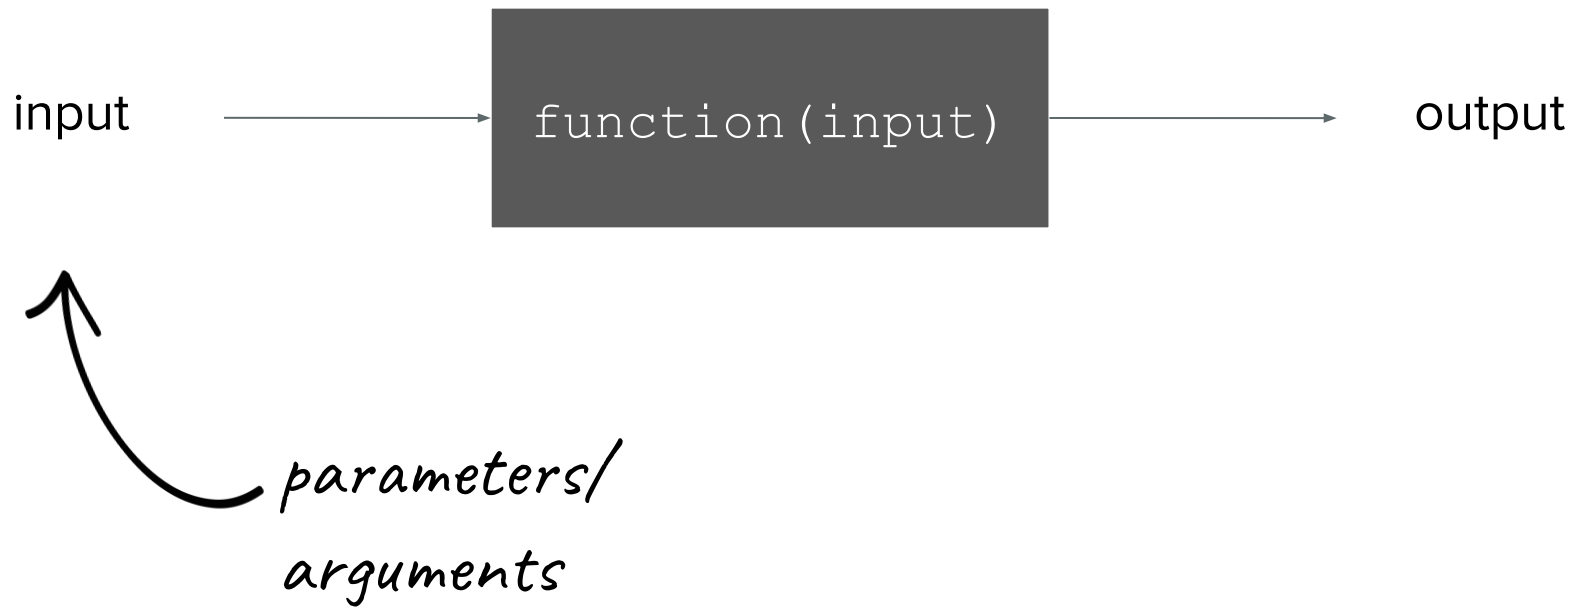 input
function(input)
output
parameters/
arguments